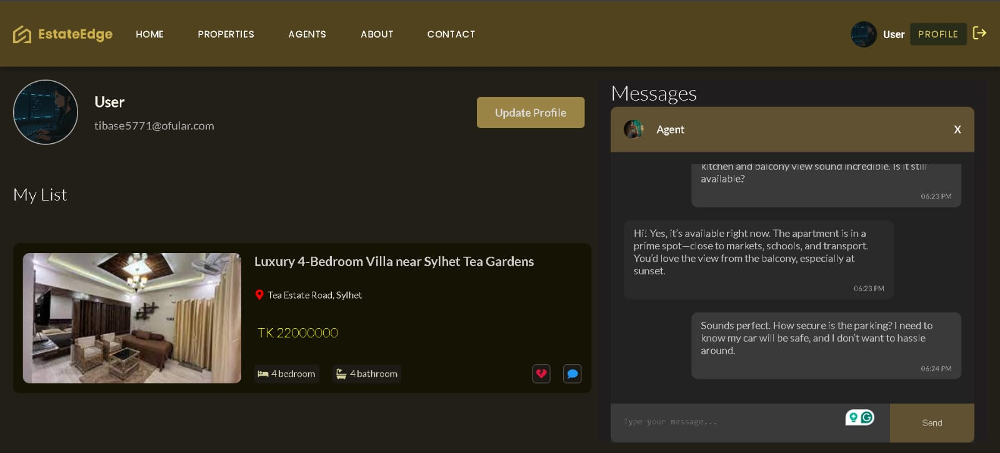 EstateEdge HOME PROPERTIES AGENTS ABOUT CONTACT User PROFILE
User
tibase5771@ofular.com
Update Profile
My List
Luxury 4-Bedroom Villa near Sylhet Tea Gardens
Tea Estate Road, Sylhet
TK 22000000
4 bedroom 4 bathroom
Messages
Agent X
kitchen and balcony view sound incredible. Is it still
available?
06:23 PM
Hi! Yes, it’s available right now. The apartment is in a
prime spot—close to markets, schools, and transport.
You’d love the view from the balcony, especially at
sunset.
06:23 PM
Sounds perfect. How secure is the parking? I need to
know my car will be safe, and I don’t want to hassle
around.
06:24 PM
Type your message...
Send